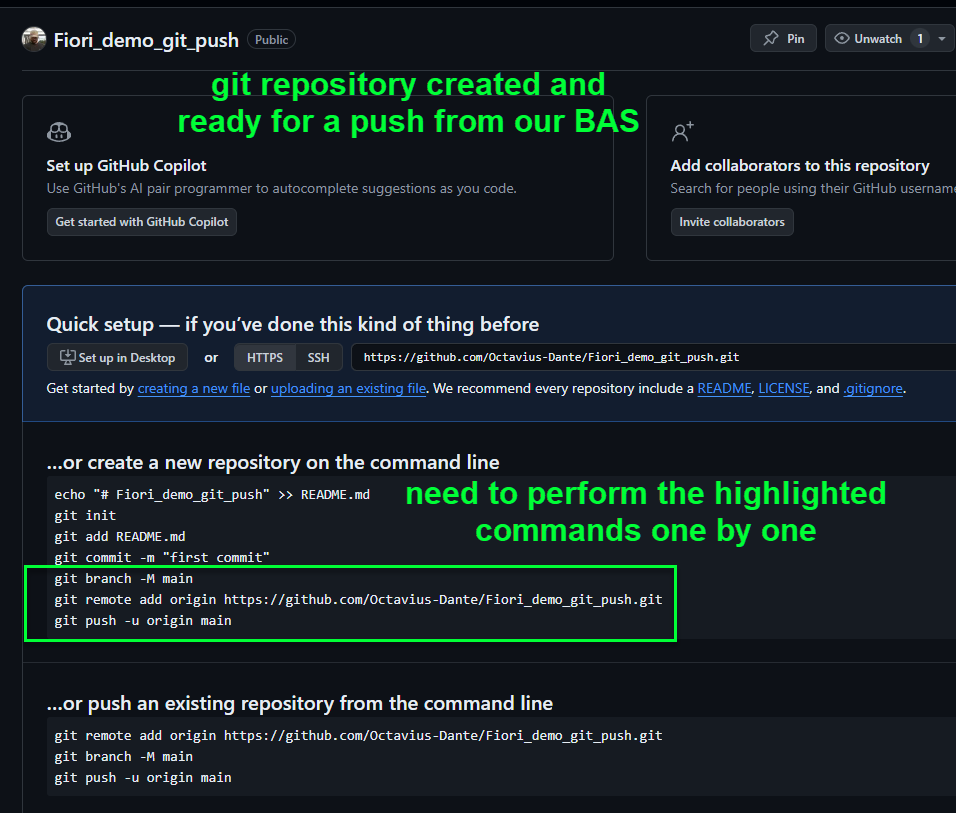 Fiori_demo_git_push Public Pin Unwatch 1
git repository created and
ready for a push from our BAS
Set up GitHub Copilot
Use GitHub's AI pair programmer to autocomplete suggestions as you code.
Get started with GitHub Copilot
Add collaborators to this repository
Search for people using their GitHub username
Invite collaborators
Quick setup — if you've done this kind of thing before
Set up in Desktop or HTTPS SSH https://github.com/Octavius-Dante/Fiori_demo_git_push.git
Get started by creating a new file or uploading an existing file. We recommend every repository include a README, LICENSE, and .gitignore.
…or create a new repository on the command line
echo "# Fiori_demo_git_push" >> README.md
git init
git add README.md
git commit -m "first commit"
git branch -M main
git remote add origin https://github.com/Octavius-Dante/Fiori_demo_git_push.git
git push -u origin main
need to perform the highlighted
commands one by one
…or push an existing repository from the command line
git remote add origin https://github.com/Octavius-Dante/Fiori_demo_git_push.git
git branch -M main
git push -u origin main